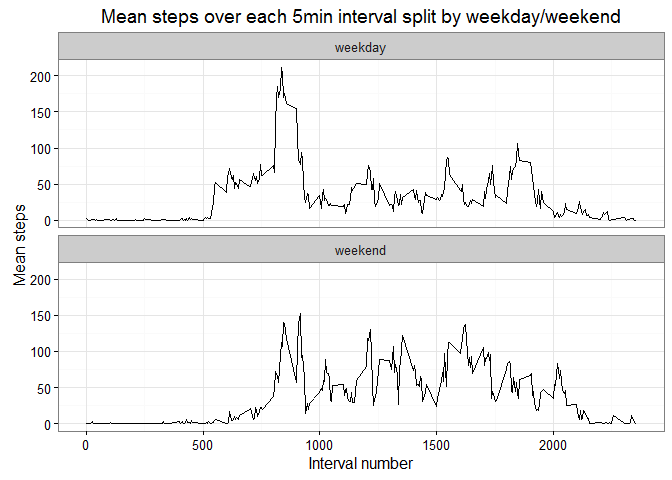 Mean steps over each 5min interval split by weekday/weekend
weekday
200
150
100
50
0
Mean steps
weekend
200
150
100
50
0
0 500 1000 1500 2000
Interval number